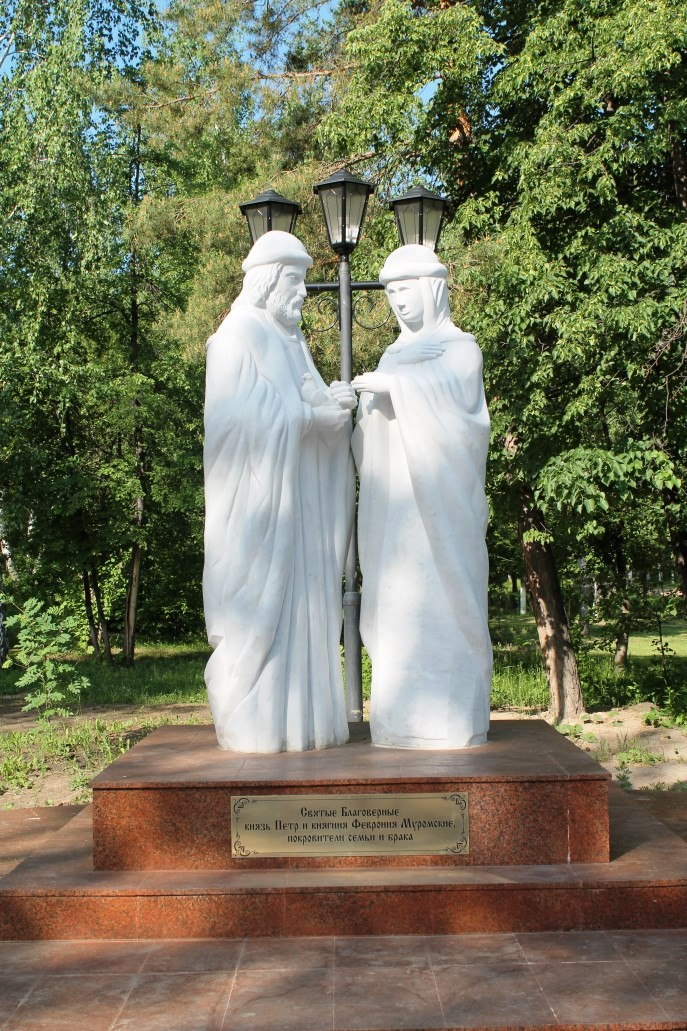 Святые Благоверные
князь Петр и княгиня Феврония Муромские,
покровители семьи и брака